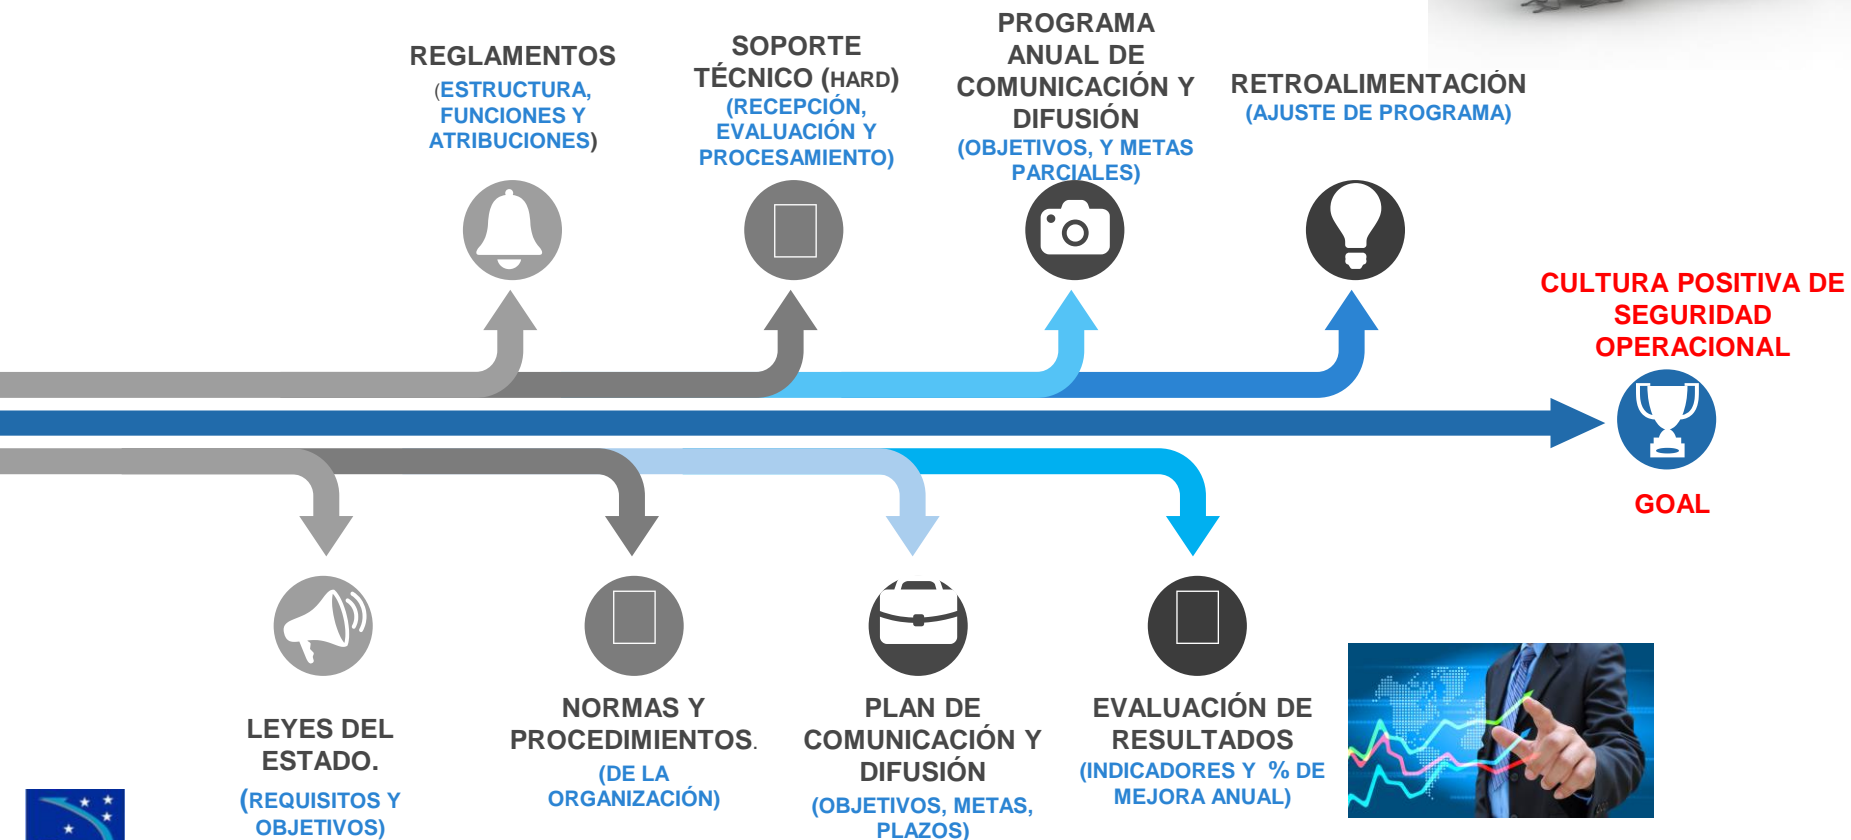 REGLAMENTOS
(ESTRUCTURA,
FUNCIONES Y
ATRIBUCIONES)
SOPORTE
TÉCNICO (HARD)
(RECEPCIÓN,
EVALUACIÓN Y
PROCESAMIENTO)
PROGRAMA
ANUAL DE
COMUNICACIÓN Y
DIFUSIÓN
(OBJETIVOS, Y METAS
PARCIALES)
RETROALIMENTACIÓN
(AJUSTE DE PROGRAMA)
CULTURA POSITIVA DE
SEGURIDAD
OPERACIONAL
GOAL
LEYES DEL
ESTADO.
(REQUISITOS Y
OBJETIVOS)
NORMAS Y
PROCEDIMIENTOS.
(DE LA
ORGANIZACIÓN)
PLAN DE
COMUNICACIÓN Y
DIFUSIÓN
(OBJETIVOS, METAS,
PLAZOS)
EVALUACIÓN DE
RESULTADOS
(INDICADORES Y % DE
MEJORA ANUAL)